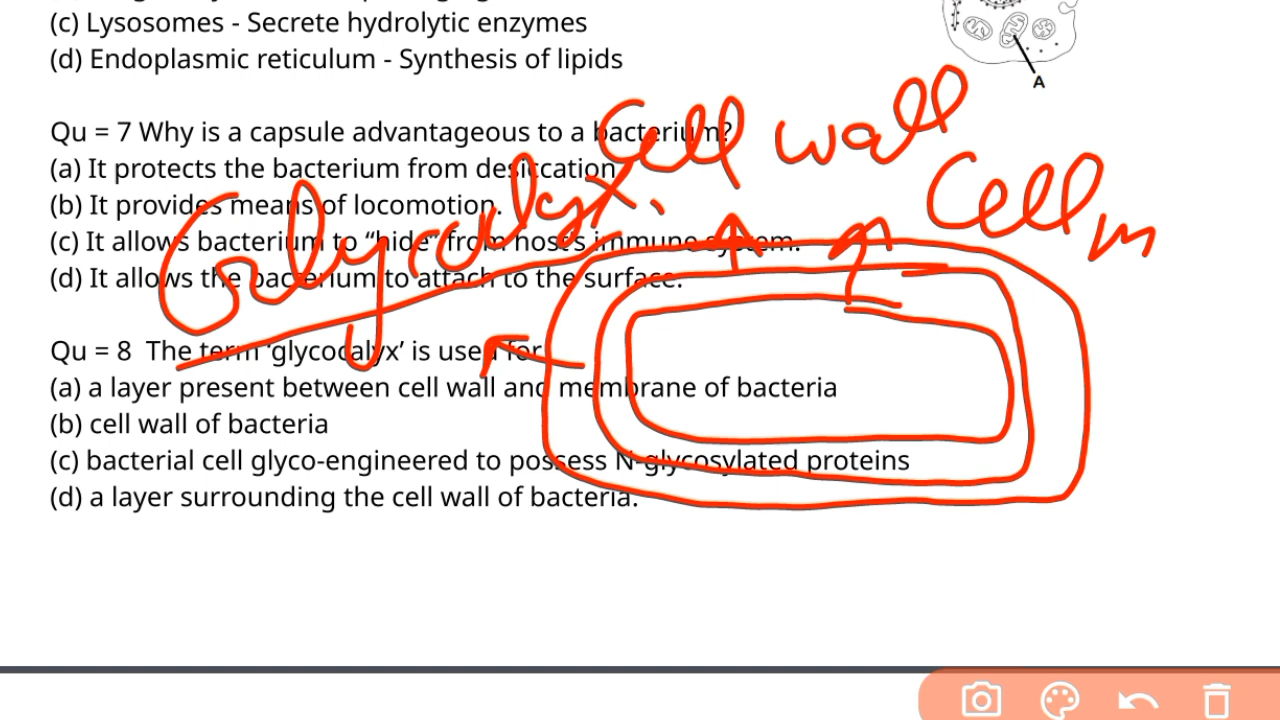 (c) Lysosomes - Secrete hydrolytic enzymes
(d) Endoplasmic reticulum - Synthesis of lipids
A
Qu = 7 Why is a capsule advantageous to a bacterium?
(a) It protects the bacterium from desiccation.
(b) It provides means of locomotion.
(c) It allows bacterium to “hide” from host's immune system.
(d) It allows the bacterium to attach to the surface.
Cell wall
Cell m
Glycocalyx
Qu = 8 The term ‘glycocalyx’ is used for
(a) a layer present between cell wall and membrane of bacteria
(b) cell wall of bacteria
(c) bacterial cell glyco-engineered to possess N-glycosylated proteins
(d) a layer surrounding the cell wall of bacteria.